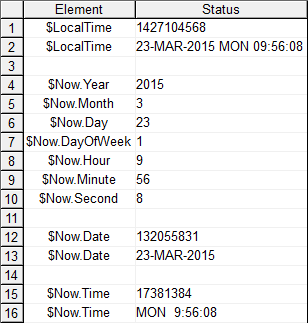 Element Status
1 $LocalTime 1427104568
2 $LocalTime 23-MAR-2015 MON 09:56:08
3
4 $Now.Year 2015
5 $Now.Month 3
6 $Now.Day 23
7 $Now.DayOfWeek 1
8 $Now.Hour 9
9 $Now.Minute 56
10 $Now.Second 8
11
12 $Now.Date 132055831
13 $Now.Date 23-MAR-2015
14
15 $Now.Time 17381384
16 $Now.Time MON  9:56:08